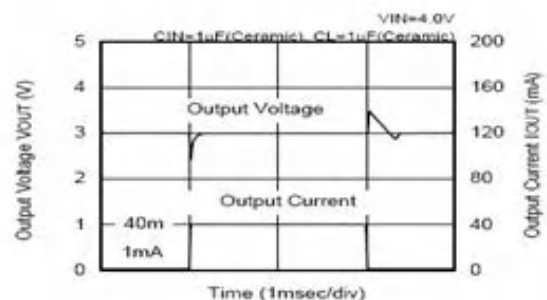 VIN=4.0V
CIN=1uF(Ceramic), CL=1uF(Ceramic)
5
4
3
2
1
0
Output Voltage VOUT (V)
Output Voltage
Output Current
40m
1mA
200
160
120
80
40
0
Output Current IOUT (mA)
Time (1msec/div)